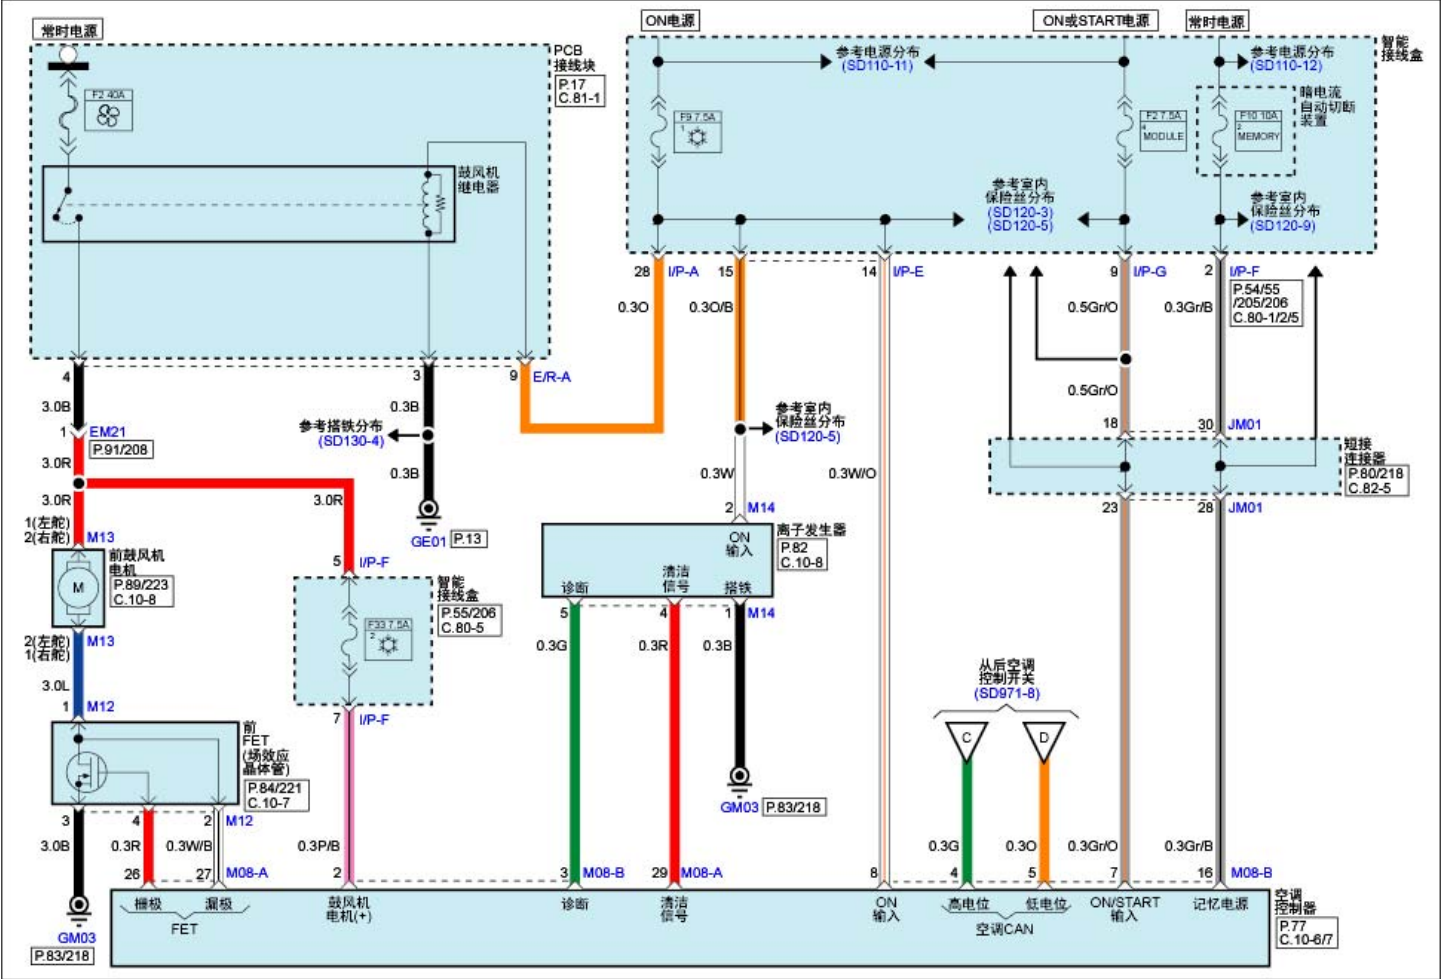 常时电源
ON电源
ON或START电源
常时电源
PCB
接线块
P.17
C.81-1
F2 40A
鼓风机
继电器
智能
接线盒
参考电源分布
(SD110-11)
参考电源分布
(SD110-12)
暗电流
自动切断
装置
F9 7.5A
1
F2 7.5A
4
MODULE
F10 10A
2
MEMORY
参考室内
保险丝分布
(SD120-3)
(SD120-5)
参考室内
保险丝分布
(SD120-9)
28
I/P-A
15
14
I/P-E
9
I/P-G
2
I/P-F
P.54/55
/205/206
C.80-1/2/5
0.3O
0.3O/B
0.5Gr/O
0.3Gr/B
4
3
9
E/R-A
3.0B
0.3B
0.5Gr/O
1
EM21
P.91/208
参考搭铁分布
(SD130-4)
参考室内
保险丝分布
(SD120-5)
18
30
JM01
3.0R
0.3B
0.3W
0.3W/O
短接
连接器
P.80/218
C.82-5
3.0R
3.0R
23
28
JM01
1(左舵)
2(右舵)
M13
GE01
P.13
2
M14
ON
输入
离子发生器
P.82
C.10-8
前鼓风机
电机
P.89/223
C.10-8
M
5
I/P-F
智能
接线盒
P.55/206
C.80-5
F33 7.5A
2
诊断
清洁
信号
搭铁
5
4
1
M14
2(左舵)
1(右舵)
M13
0.3G
0.3R
0.3B
3.0L
从后空调
控制开关
(SD971-8)
C
D
1
M12
7
I/P-F
前
FET
(场效应
晶体管)
P.84/221
C.10-7
GM03
P.83/218
3
4
2
M12
3.0B
0.3R
0.3W/B
0.3P/B
0.3G
0.3O
0.3Gr/O
0.3Gr/B
26
27
M08-A
2
3
M08-B
29
M08-A
8
4
5
7
16
M08-B
GM03
P.83/218
栅极
漏极
FET
鼓风机
电机(+)
诊断
清洁
信号
ON
输入
高电位
低电位
空调CAN
ON/START
输入
记忆电源
空调
控制器
P.77
C.10-6/7